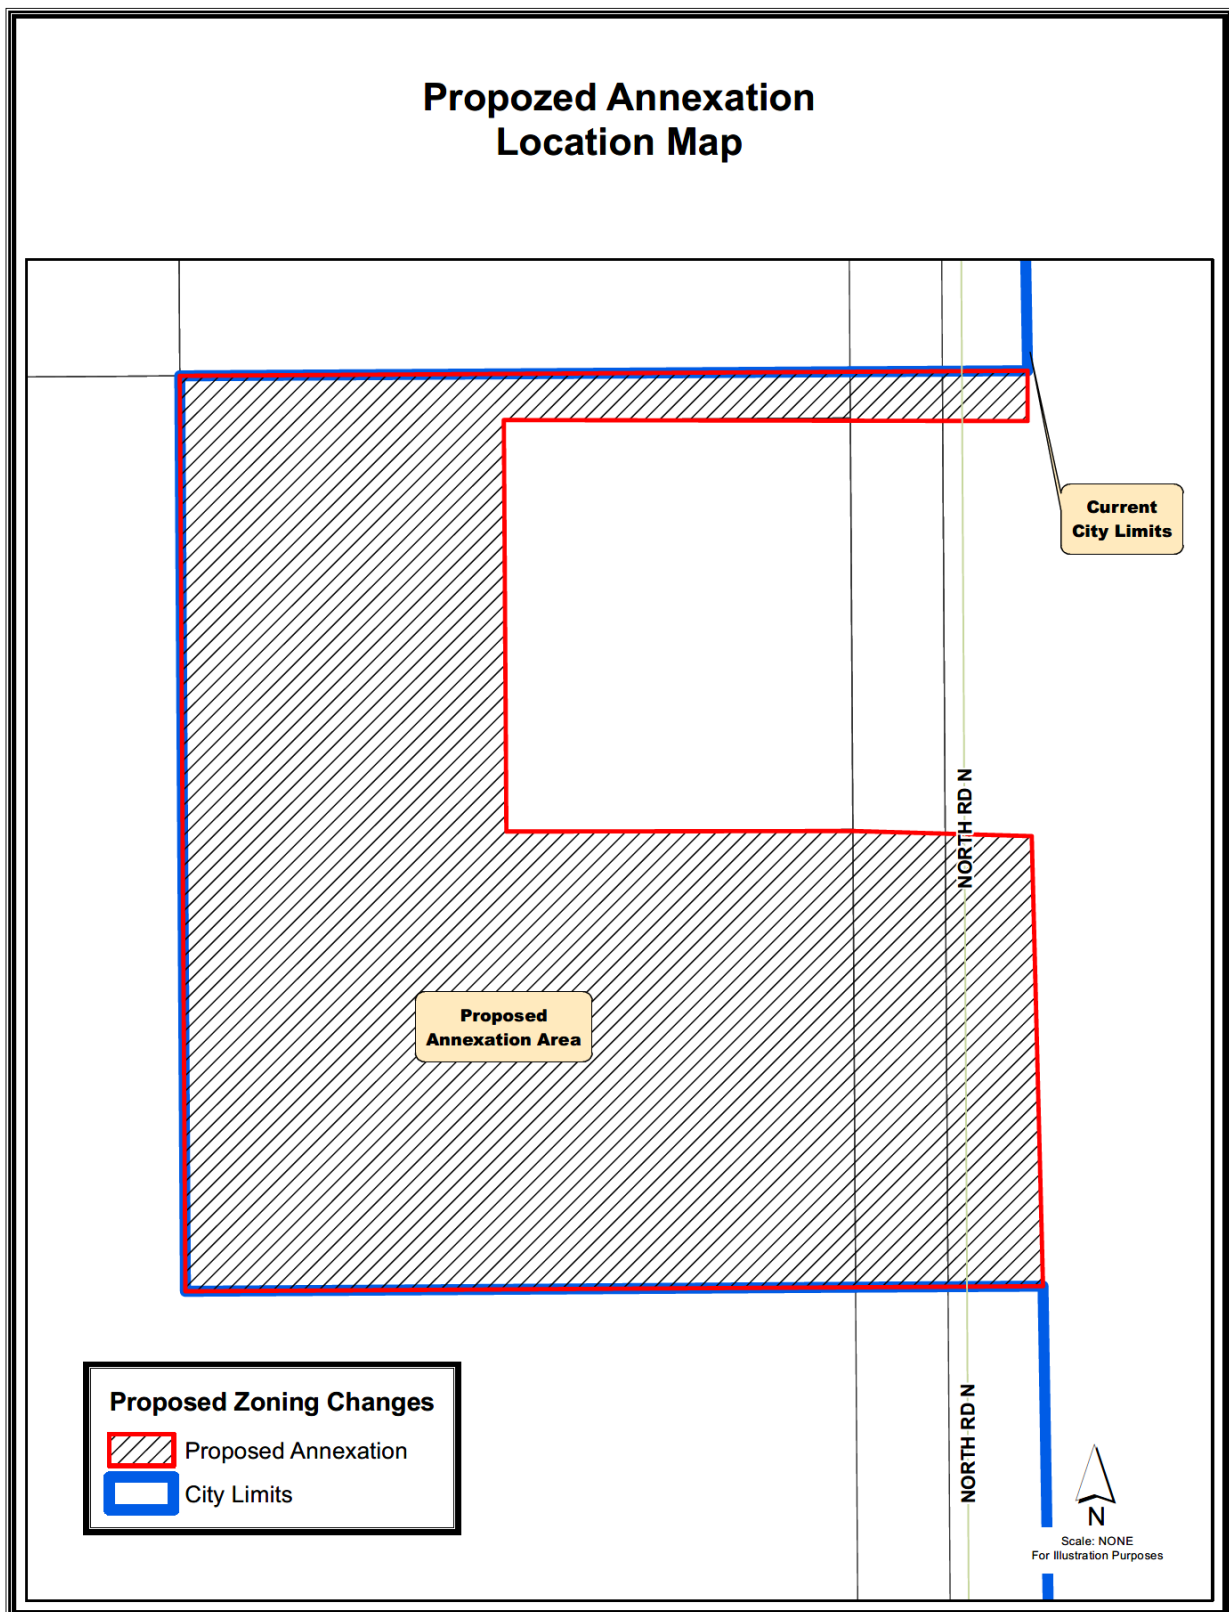 Propozed Annexation
Location Map
Current
City Limits
NORTH RD N
Proposed
Annexation Area
Proposed Zoning Changes
Proposed Annexation
City Limits
NORTH RD N
N
Scale: NONE
For Illustration Purposes